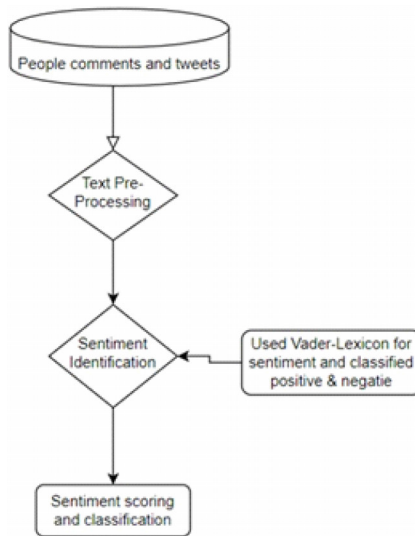 People comments and tweets
Text Pre-
Processing
Sentiment
Identification
Used Vader-Lexicon for
sentiment and classified
positive & negatie
Sentiment scoring
and classification